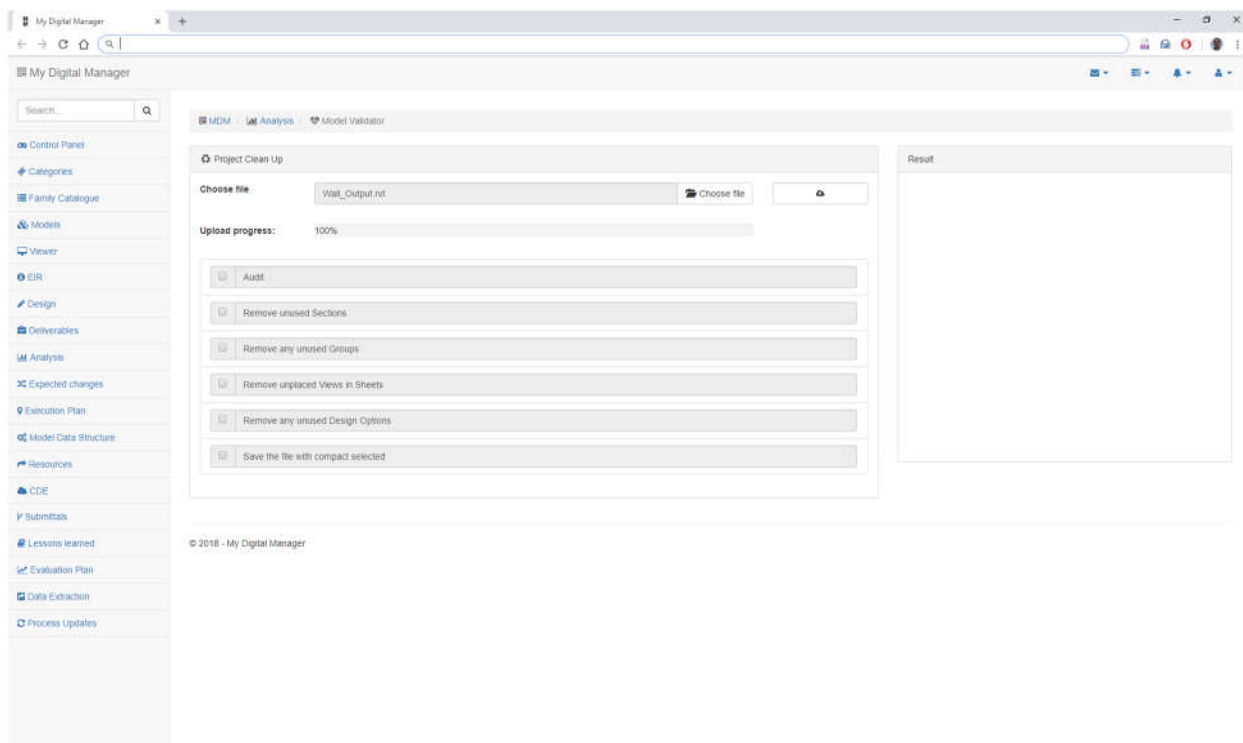 My Digital Manager
My Digital Manager
Search...
Control Panel
Categories
Family Catalogue
Models
Viewer
EIR
Design
Deliverables
Analysis
Expected changes
Execution Plan
Model Data Structure
Resources
CDE
Submittals
Lessons learned
Evaluation Plan
Data Extraction
Process Updates
MDM / Analysis / Model Validator
Project Clean Up
Choose file Wall_Output.rvt Choose file
Upload progress: 100%
Audit
Remove unused Sections
Remove any unused Groups
Remove unplaced Views in Sheets
Remove any unused Design Options
Save the file with compact selected
Result
© 2018 - My Digital Manager